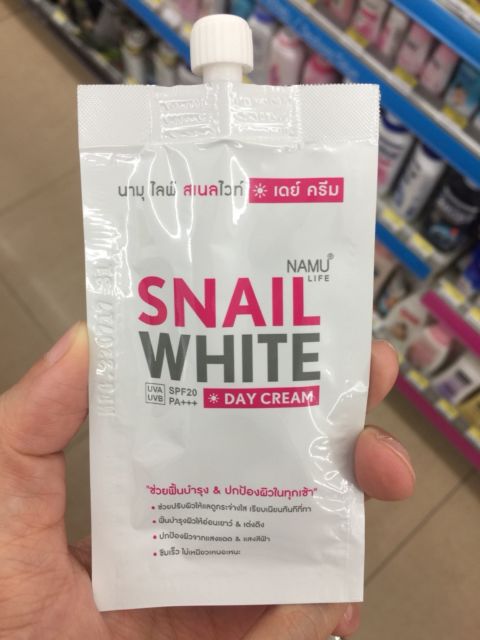 นามุ ไลฟ์ สเนลไวท์ เดย์ ครีม
NAMU®
LIFE
SNAIL
WHITE
UVA
UVB
SPF20
PA+++
DAY CREAM
"ช่วยฟื้นบำรุง & ปกป้องผิวในทุกเช้า"
• ช่วยปรับผิวให้แลดูกระจ่างใส เรียบเนียนทันทีที่ทา
• ฟื้นบำรุงผิวให้อ่อนเยาว์ & เต่งตึง
• ปกป้องผิวจากแสงแดด & แสงสีฟ้า
• ซึมเร็ว ไม่เหนียวเหนอะหนะ